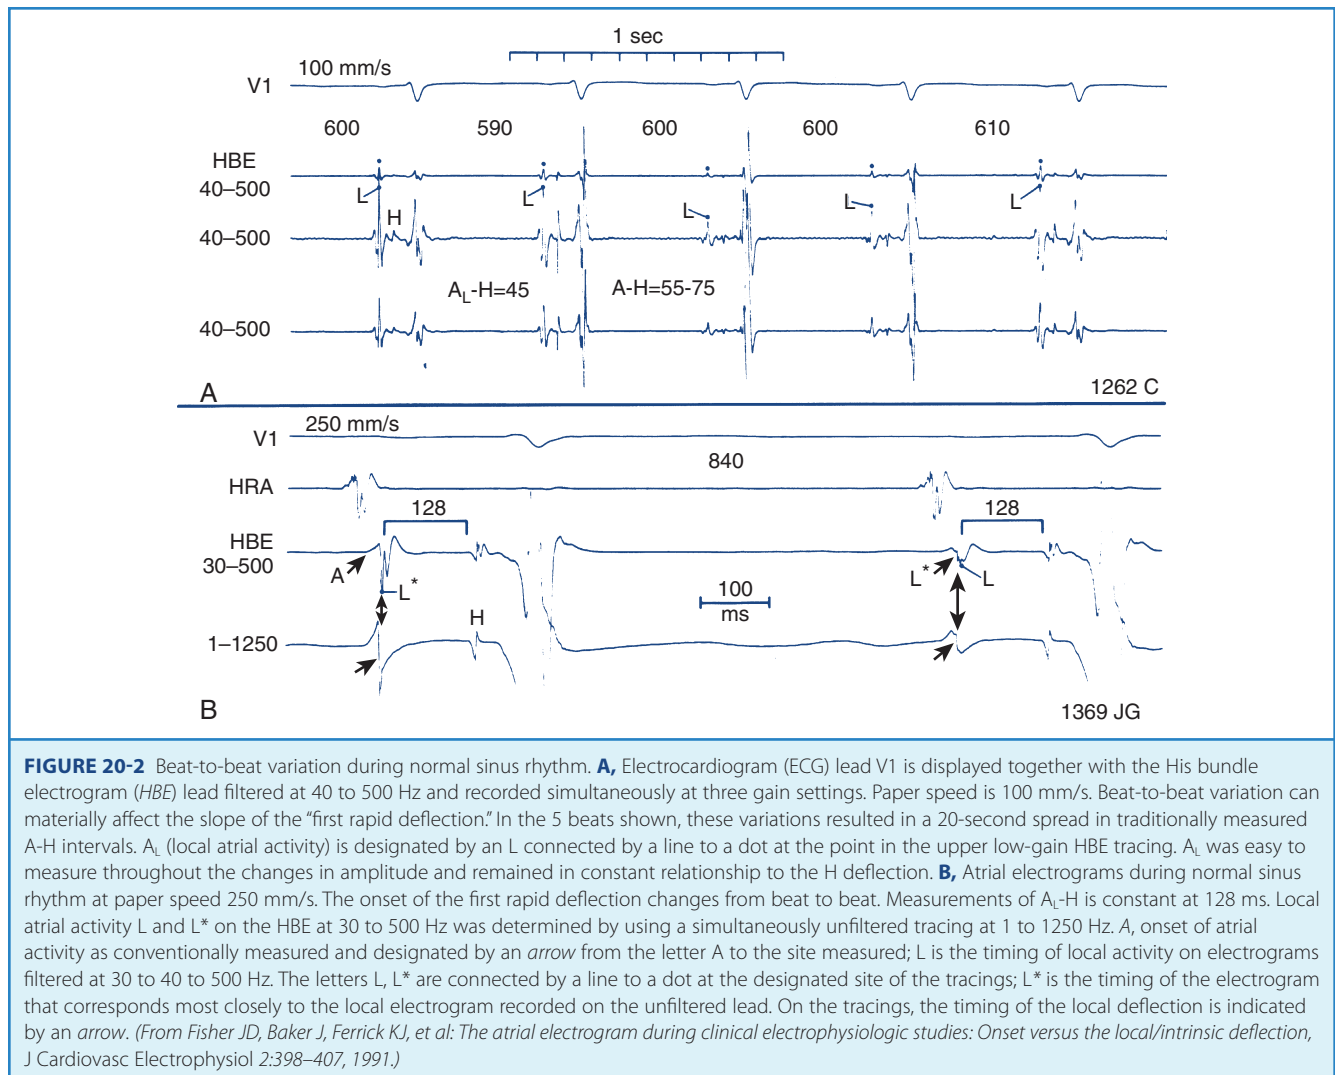 1 sec
100 mm/s
V1
600 590 600 600 610
HBE
40–500
L L L L L
H
40–500
A_L-H=45 A-H=55-75
40–500
A 1262 C
250 mm/s
V1
840
HRA
128 128
HBE
30–500
A L* L* L
100
ms
H
1–1250
B 1369 JG
FIGURE 20-2 Beat-to-beat variation during normal sinus rhythm. A, Electrocardiogram (ECG) lead V1 is displayed together with the His bundle
electrogram (HBE) lead filtered at 40 to 500 Hz and recorded simultaneously at three gain settings. Paper speed is 100 mm/s. Beat-to-beat variation can
materially affect the slope of the “first rapid deflection.” In the 5 beats shown, these variations resulted in a 20-second spread in traditionally measured
A-H intervals. A_L (local atrial activity) is designated by an L connected by a line to a dot at the point in the upper low-gain HBE tracing. A_L was easy to
measure throughout the changes in amplitude and remained in constant relationship to the H deflection. B, Atrial electrograms during normal sinus
rhythm at paper speed 250 mm/s. The onset of the first rapid deflection changes from beat to beat. Measurements of A_L-H is constant at 128 ms. Local
atrial activity L and L* on the HBE at 30 to 500 Hz was determined by using a simultaneously unfiltered tracing at 1 to 1250 Hz. A, onset of atrial
activity as conventionally measured and designated by an arrow from the letter A to the site measured; L is the timing of local activity on electrograms
filtered at 30 to 40 to 500 Hz. The letters L, L* are connected by a line to a dot at the designated site of the tracings; L* is the timing of the electrogram
that corresponds most closely to the local electrogram recorded on the unfiltered lead. On the tracings, the timing of the local deflection is indicated
by an arrow. (From Fisher JD, Baker J, Ferrick KJ, et al: The atrial electrogram during clinical electrophysiologic studies: Onset versus the local/intrinsic deflection,
J Cardiovasc Electrophysiol 2:398–407, 1991.)